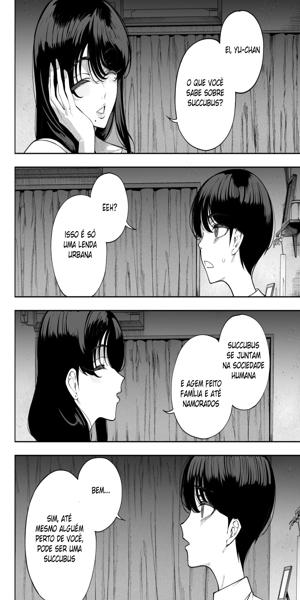 EI, YU-CHAN
O QUE VOCÊ
SABE SOBRE
SUCCUBUS?
EEH?
ISSO É SÓ
UMA LENDA
URBANA
SUCCUBUS
SE JUNTAM
NA SOCIEDADE
HUMANA
E AGEM FEITO
FAMÍLIA E ATÉ
NAMORADOS
BEM...
SIM, ATÉ
MESMO ALGUÉM
PERTO DE VOCÊ,
PODE SER UMA
SUCCUBUS